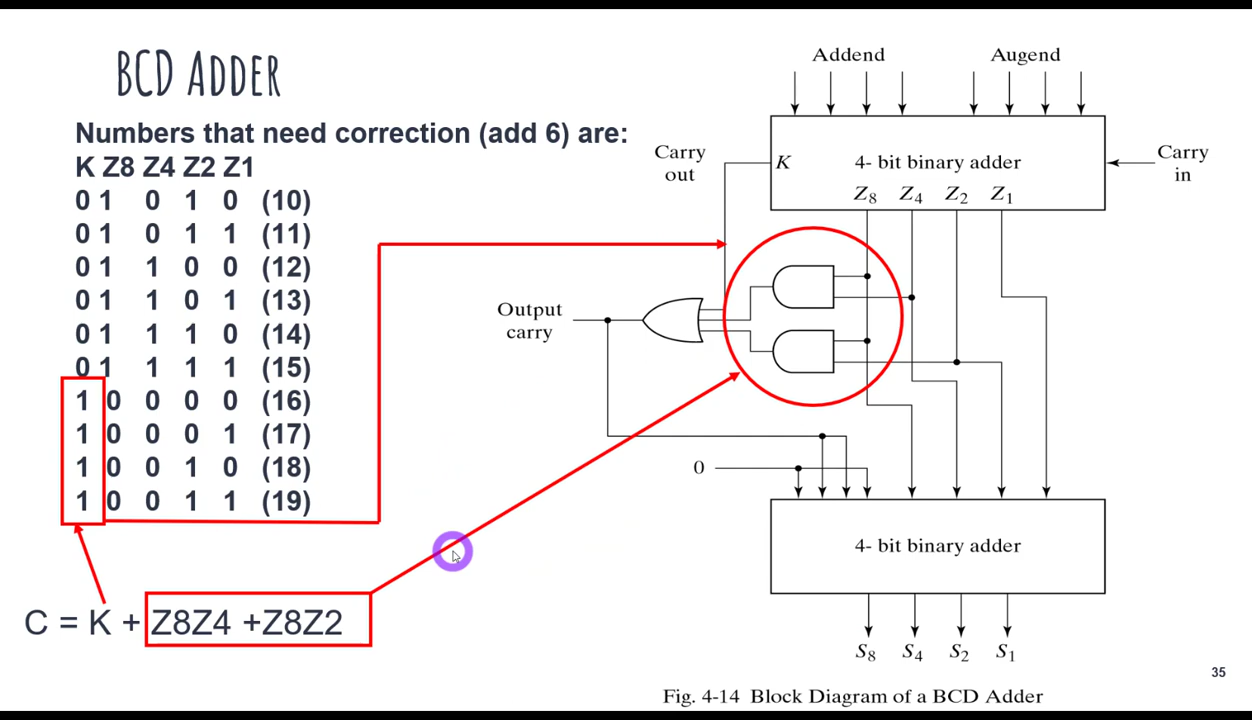 BCD ADDER
Numbers that need correction (add 6) are:
K Z8 Z4 Z2 Z1
0 1 0 1 0 (10)
0 1 0 1 1 (11)
0 1 1 0 0 (12)
0 1 1 0 1 (13)
0 1 1 1 0 (14)
0 1 1 1 1 (15)
1 0 0 0 0 (16)
1 0 0 0 1 (17)
1 0 0 1 0 (18)
1 0 0 1 1 (19)
C = K + Z8Z4 +Z8Z2
Addend
Augend
Carry
out
K
4- bit binary adder
Carry
in
Z8 Z4 Z2 Z1
Output
carry
0
4- bit binary adder
S8 S4 S2 S1
Fig. 4-14 Block Diagram of a BCD Adder
35